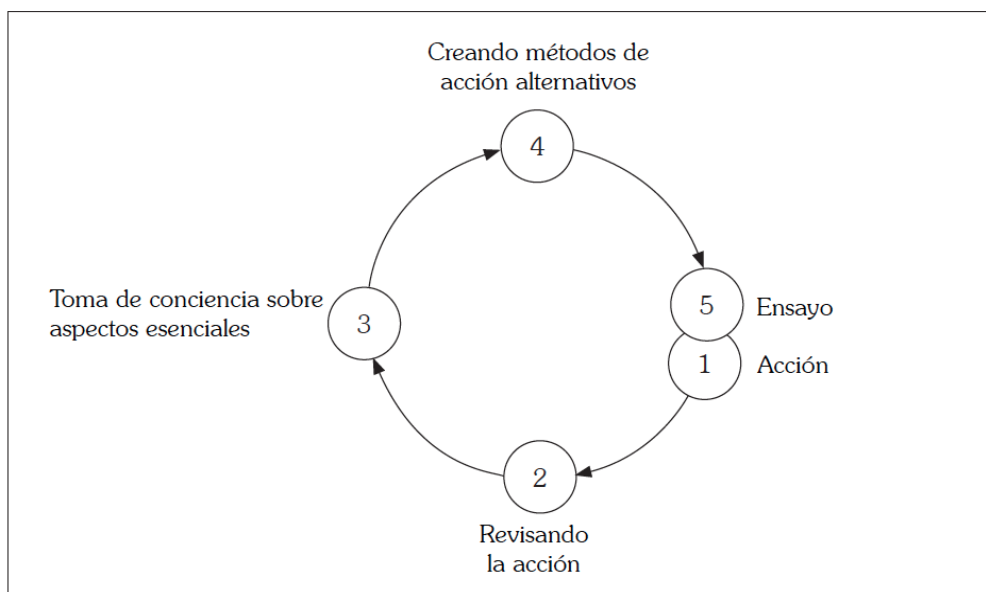 Creando métodos de
acción alternativos
4
5
Ensayo
Toma de conciencia sobre
aspectos esenciales
3
1
Acción
2
Revisando
la acción